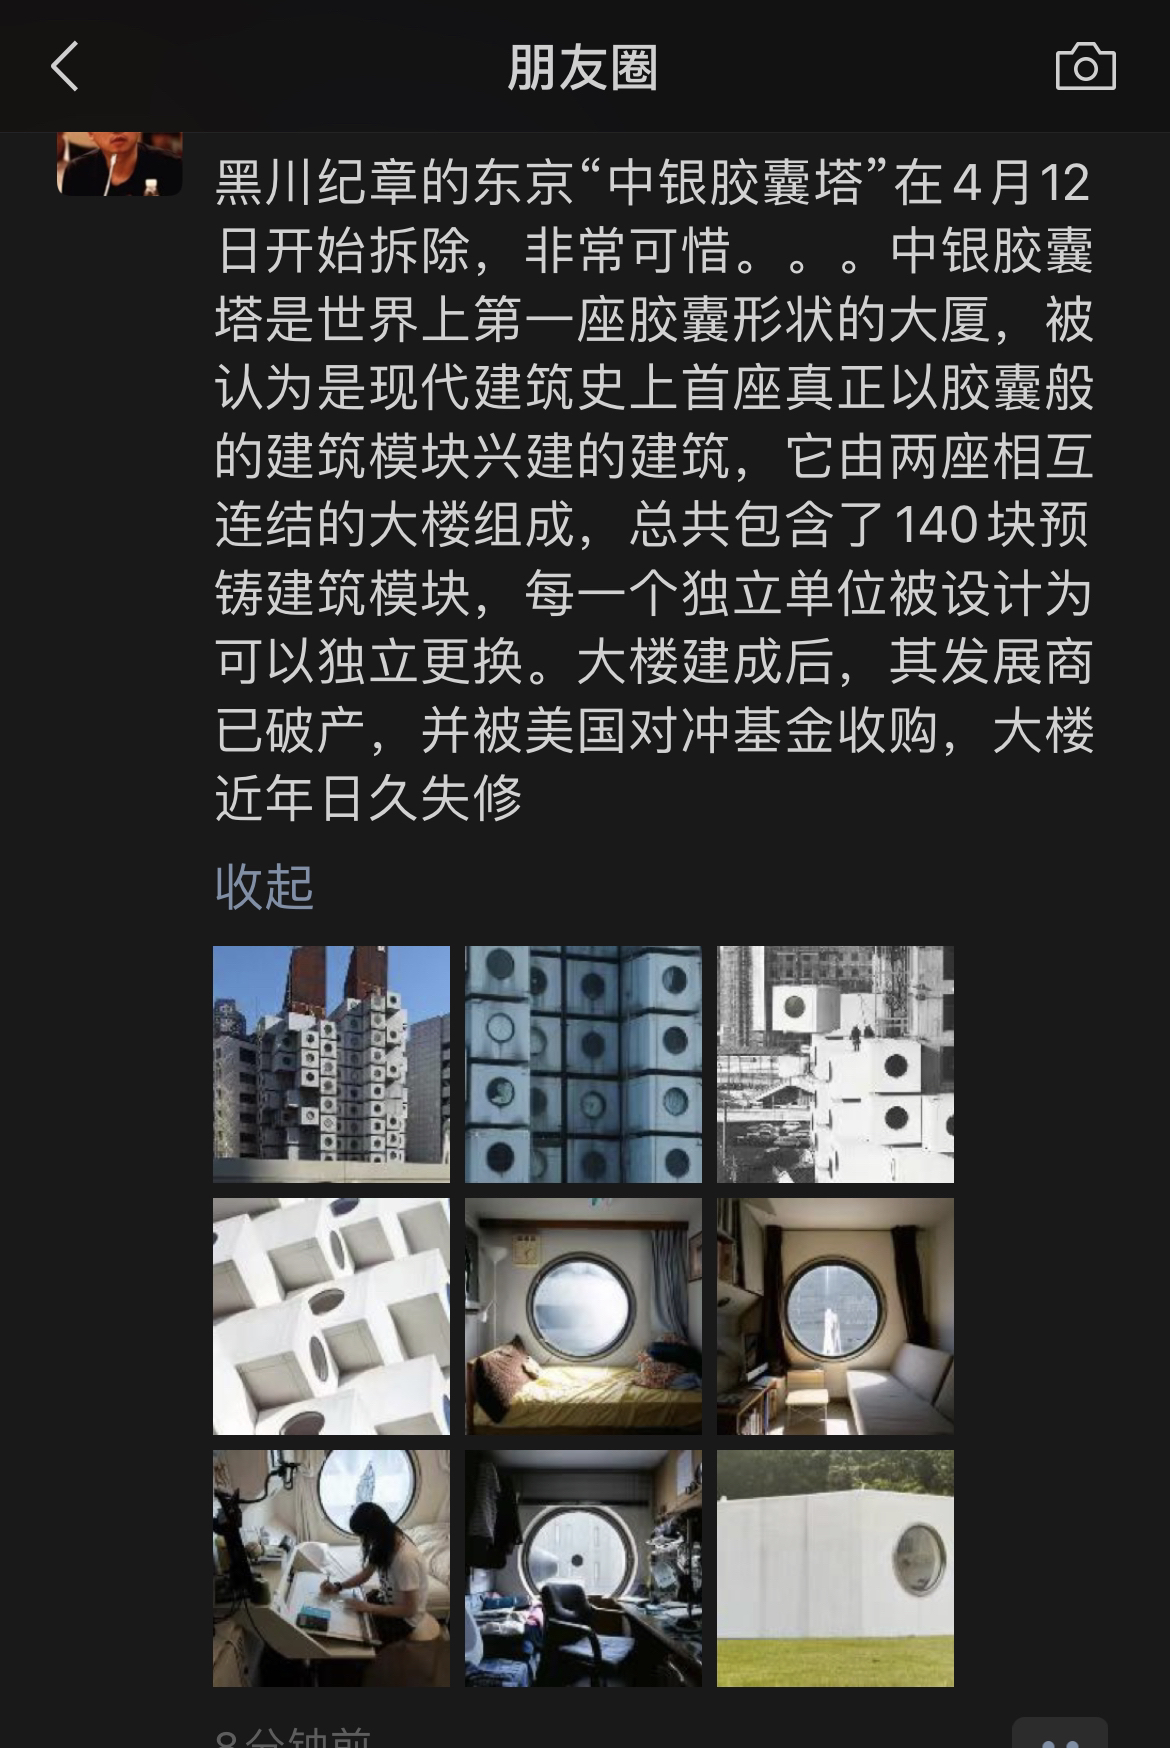 朋友圈
黑川纪章的东京“中银胶囊塔”在4月12
日开始拆除，非常可惜。。。中银胶囊
塔是世界上第一座胶囊形状的大厦，被
认为是现代建筑史上首座真正以胶囊般
的建筑模块兴建的建筑，它由两座相互
连结的大楼组成，总共包含了140块预
铸建筑模块，每一个独立单位被设计为
可以独立更换。大楼建成后，其发展商
已破产，并被美国对冲基金收购，大楼
近年日久失修
收起
8分钟前